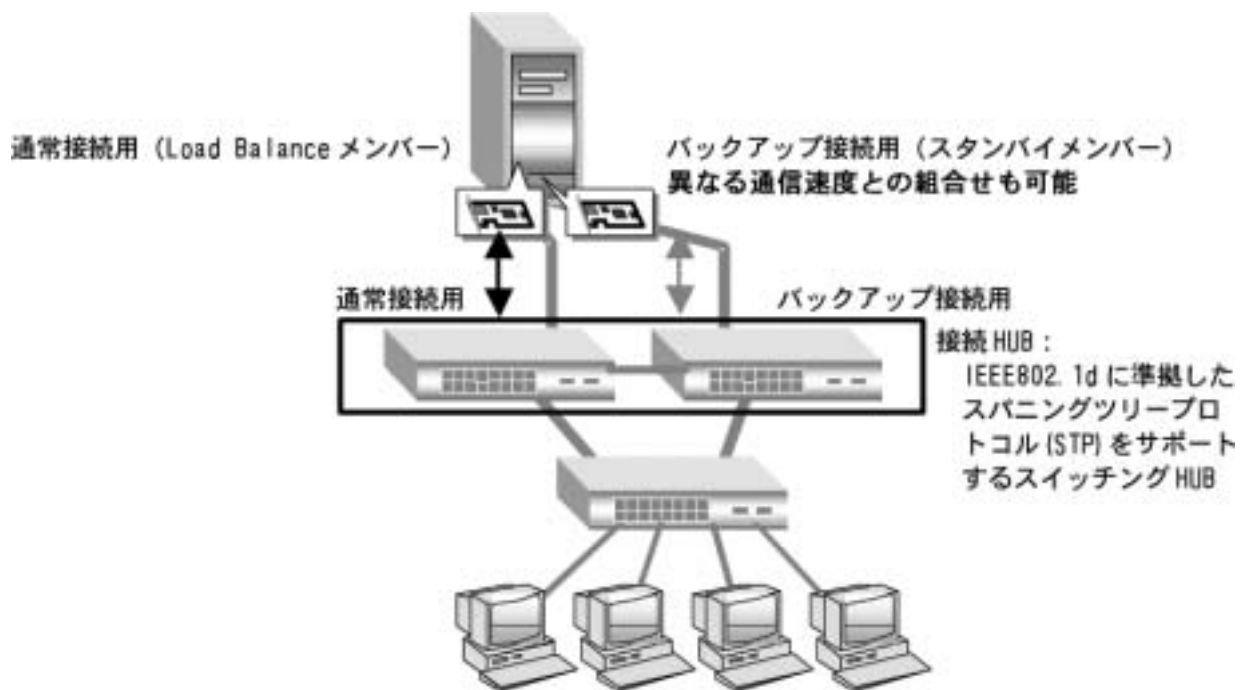 通常接続用（Load Balance メンバー）
バックアップ接続用（スタンバイメンバー）
異なる通信速度との組合せも可能
通常接続用
バックアップ接続用
接続 HUB：
IEEE802.1d に準拠した
スパニングツリープロ
トコル(STP)をサポート
するスイッチング HUB